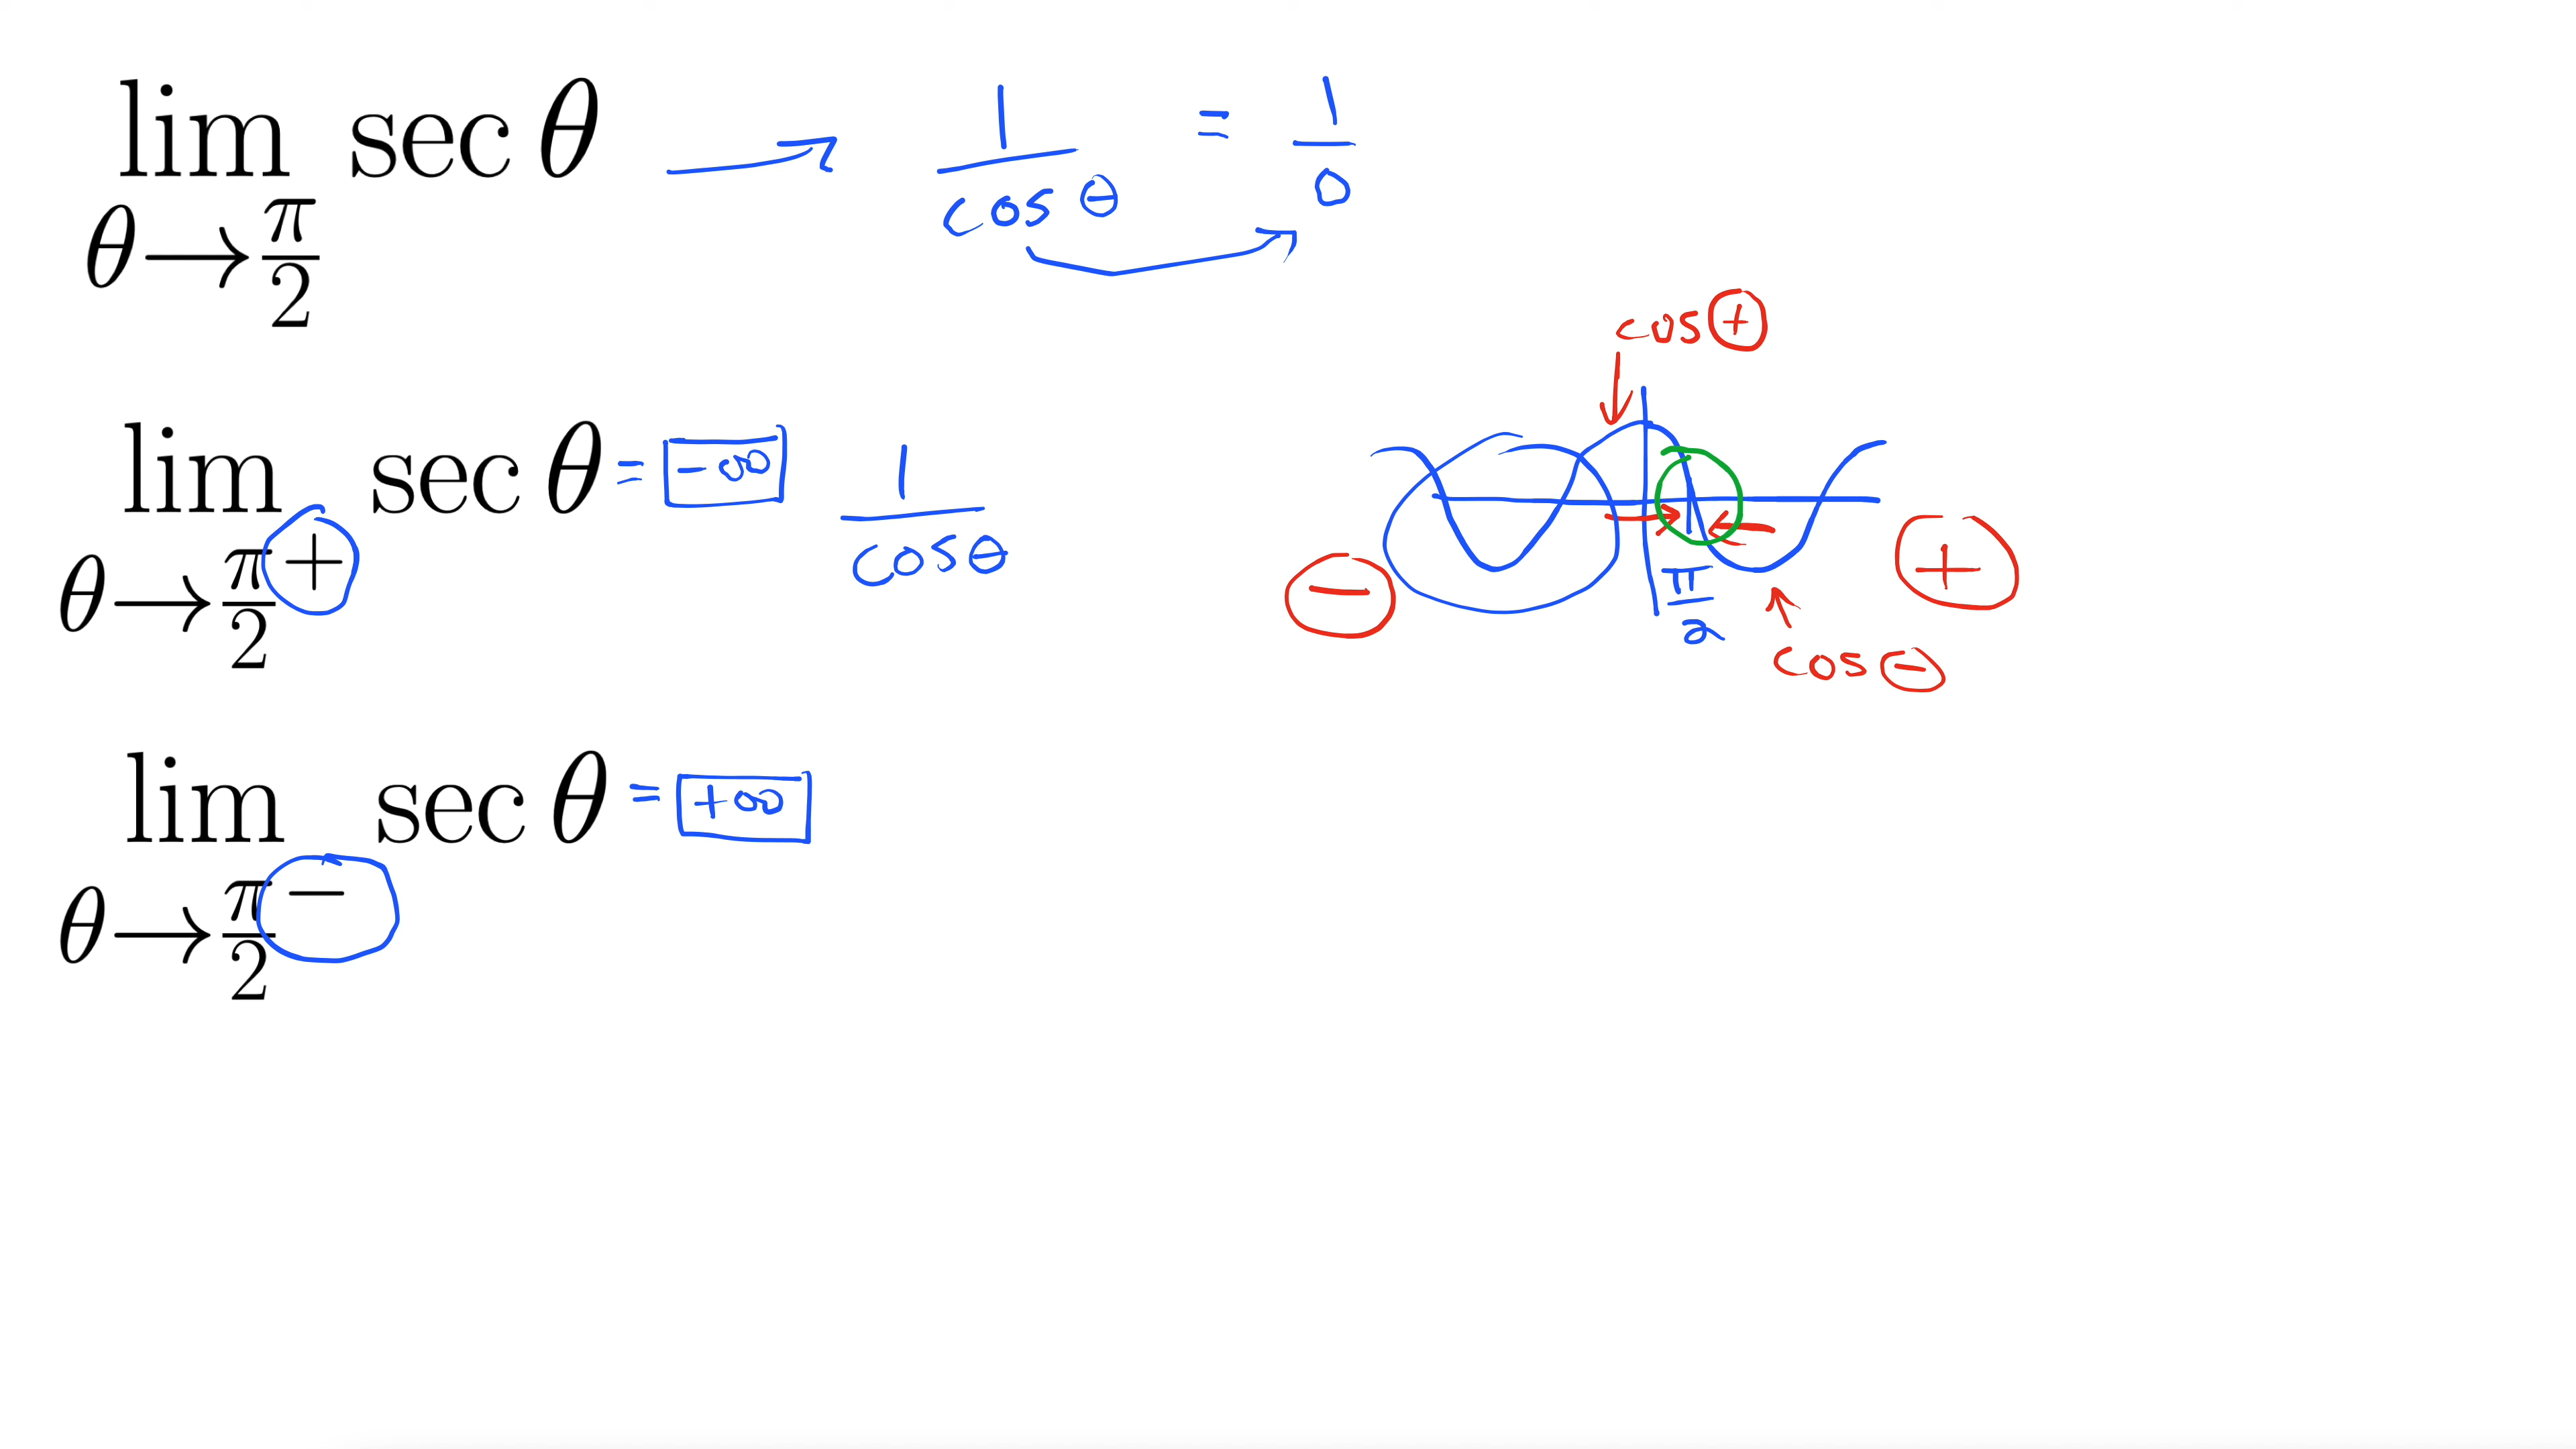 lim sec θ → 1/cos θ = 1/0
θ→π/2
cos +
lim sec θ = -∞ 1/cos θ
θ→π/2 +
- +
π/2
cos -
lim sec θ = +∞
θ→π/2 -